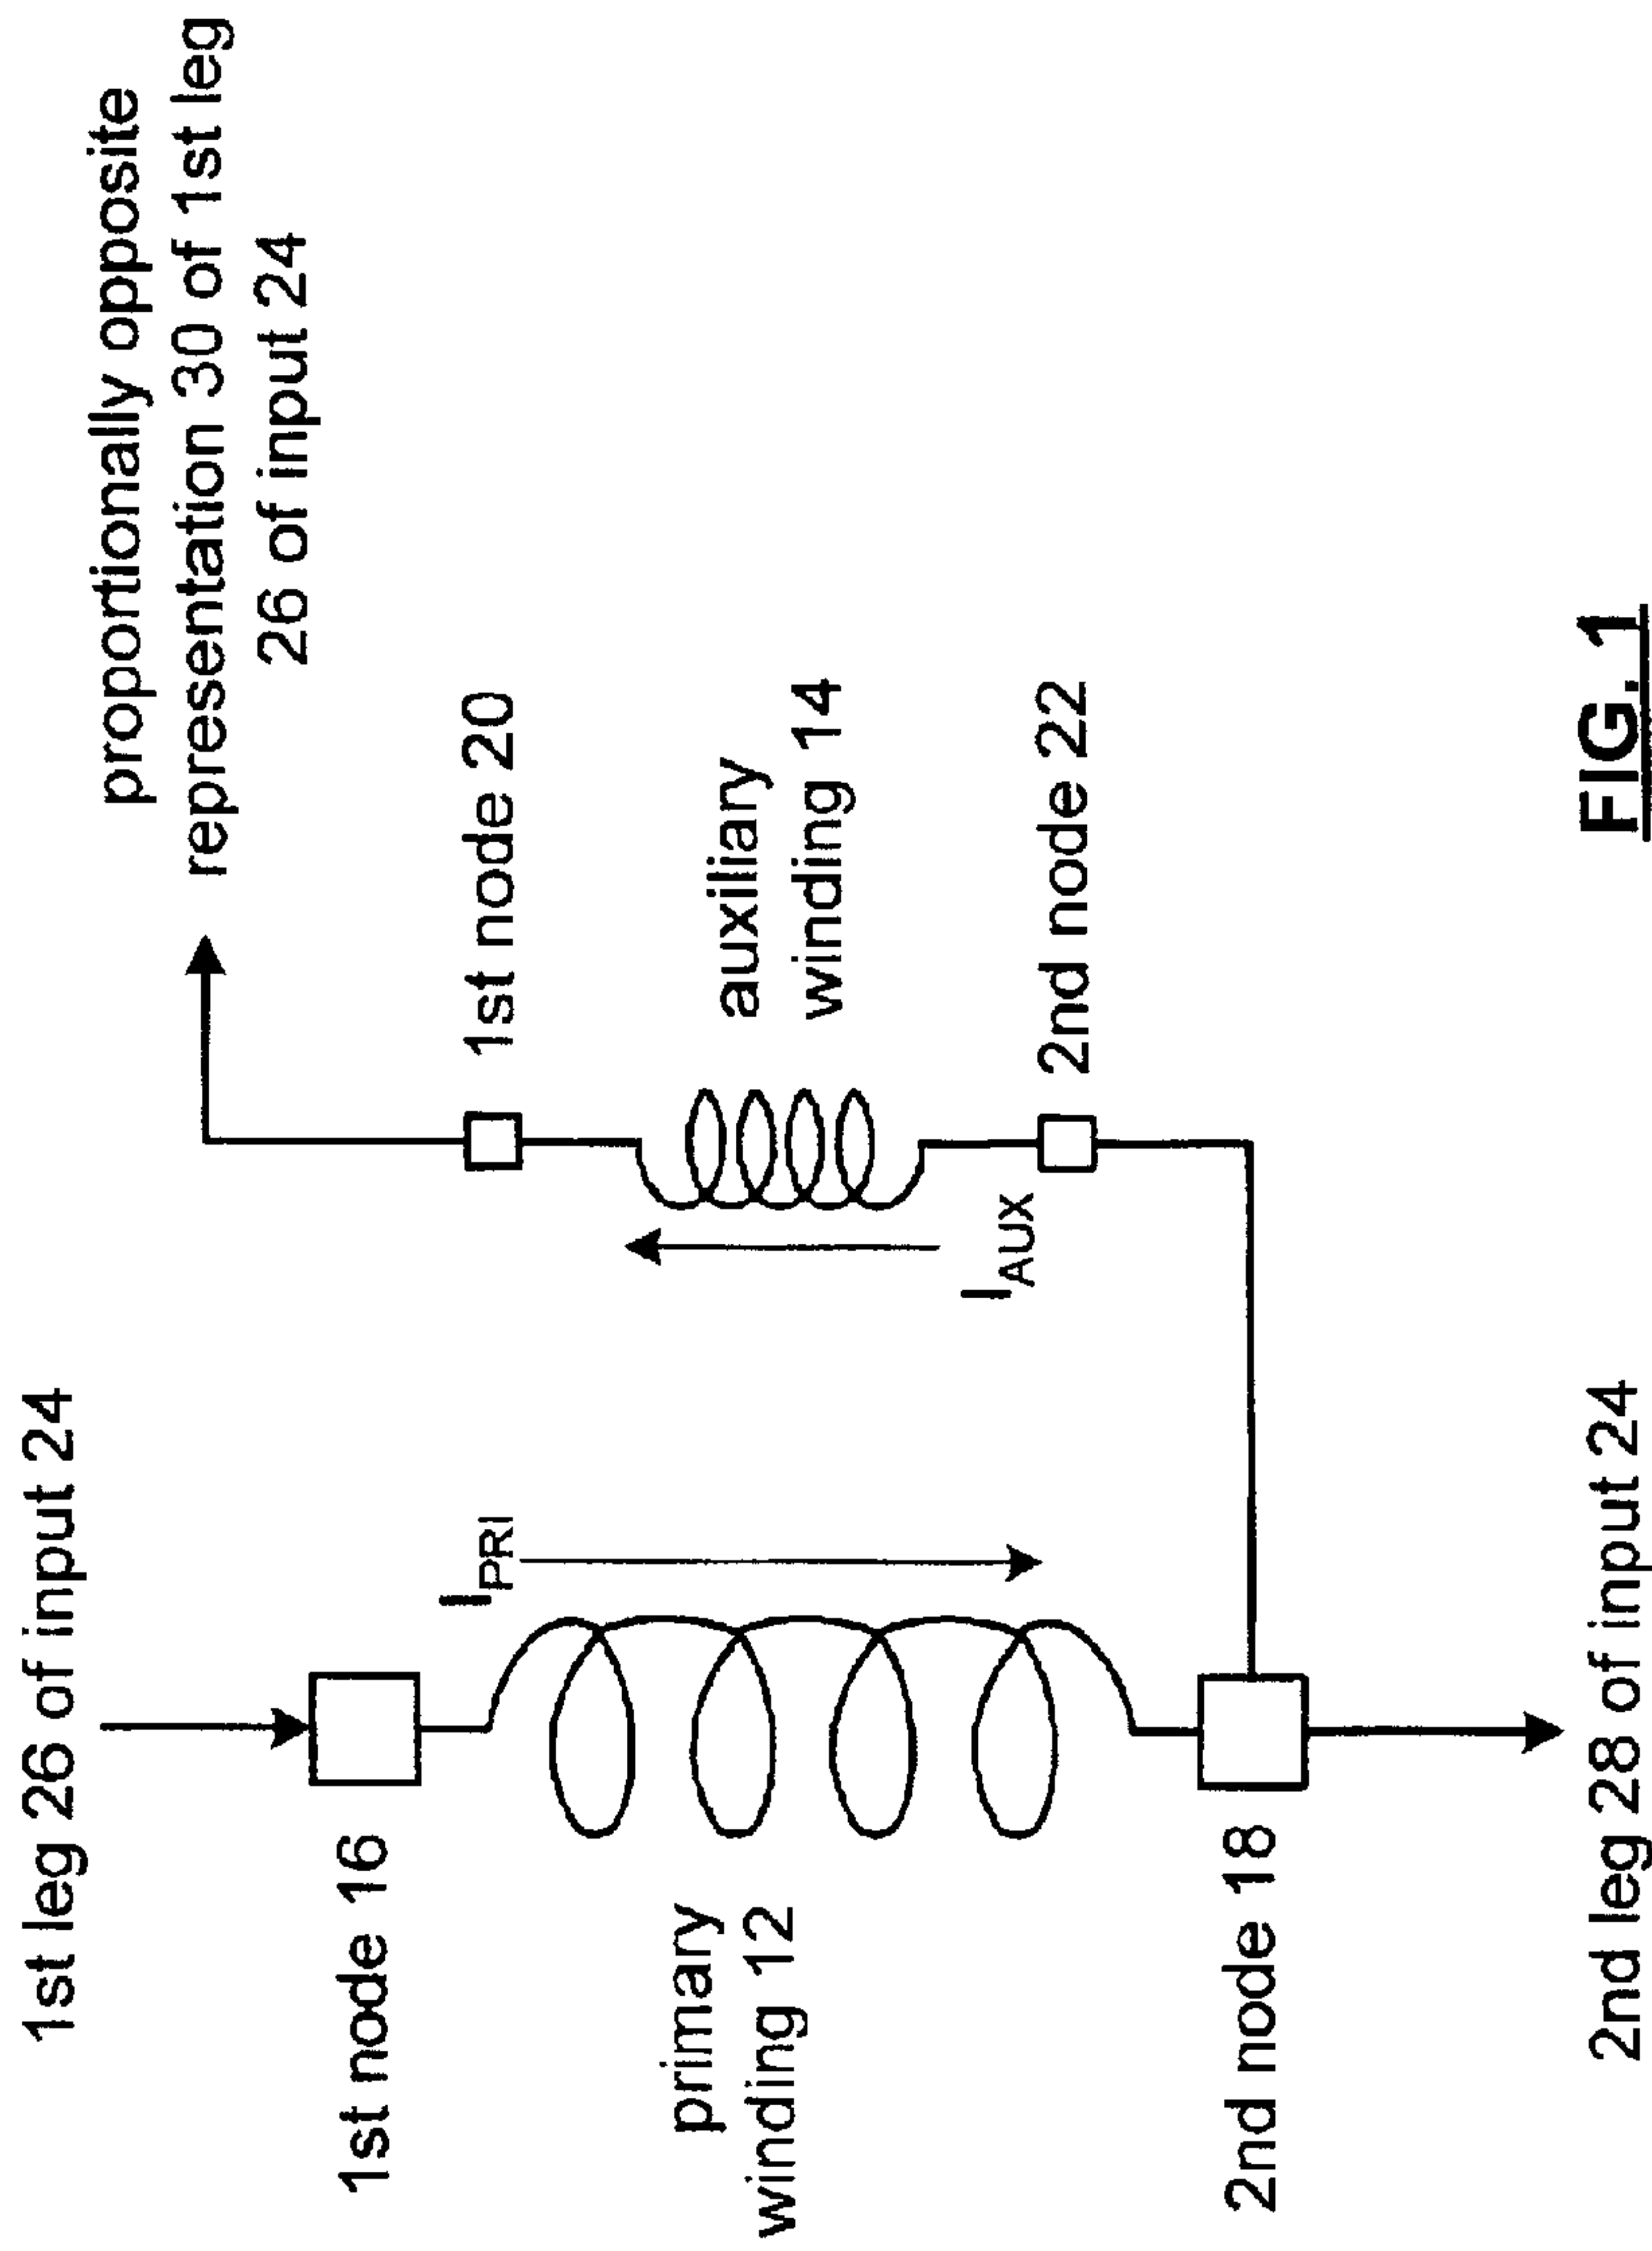 1st leg 26 of input 24
proportionally opposite
representation 30 of 1st leg
26 of input 24
1st node 16
I_PRI
1st node 20
primary
winding 12
auxiliary
winding 14
I_AUX
2nd node 18
2nd node 22
2nd leg 28 of input 24
FIG. 1